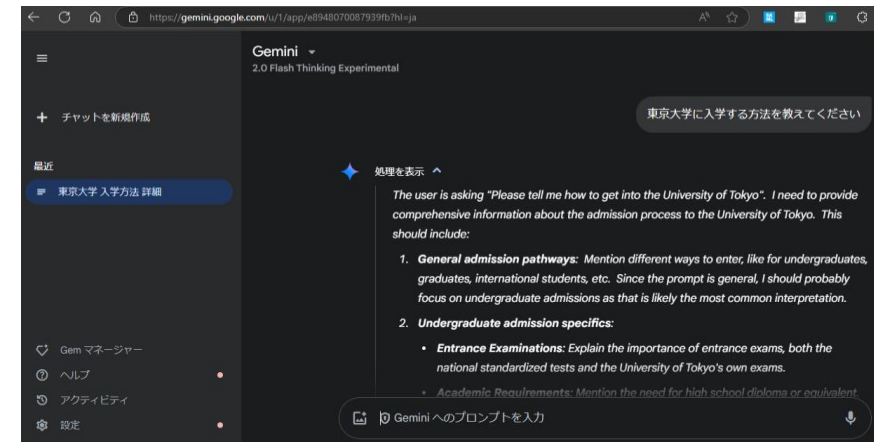 https://gemini.google.com/u/1/app/e8948070087939fb?hl=ja
Gemini
2.0 Flash Thinking Experimental
チャットを新規作成
最近
東京大学 入学方法 詳細
Gem マネージャー
ヘルプ
アクティビティ
設定
東京大学に入学する方法を教えてください
処理を表示
The user is asking "Please tell me how to get into the University of Tokyo". I need to provide
comprehensive information about the admission process to the University of Tokyo. This
should include:
1. General admission pathways: Mention different ways to enter, like for undergraduates,
graduates, international students, etc. Since the prompt is general, I should probably
focus on undergraduate admissions as that is likely the most common interpretation.
2. Undergraduate admission specifics:
• Entrance Examinations: Explain the importance of entrance exams, both the
national standardized tests and the University of Tokyo's own exams.
• Academic Requirements: Mention the need for high school diploma or equivalent.
Gemini へのプロンプトを入力